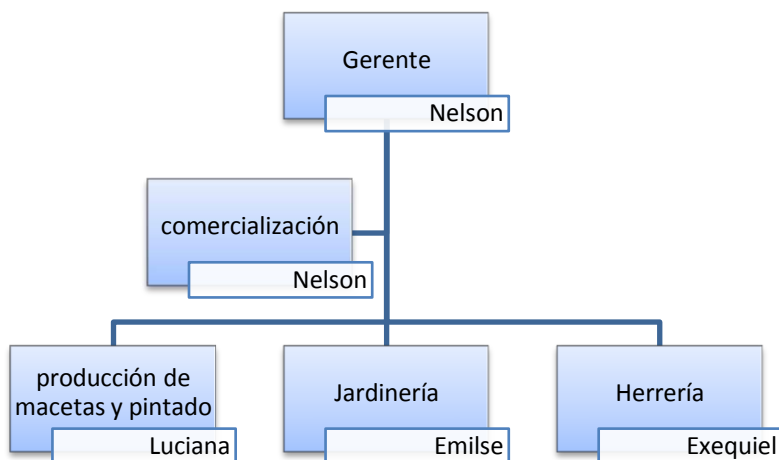 Gerente
Nelson
comercialización
Nelson
producción de
macetas y pintado
Luciana
Jardinería
Emilse
Herrería
Exequiel